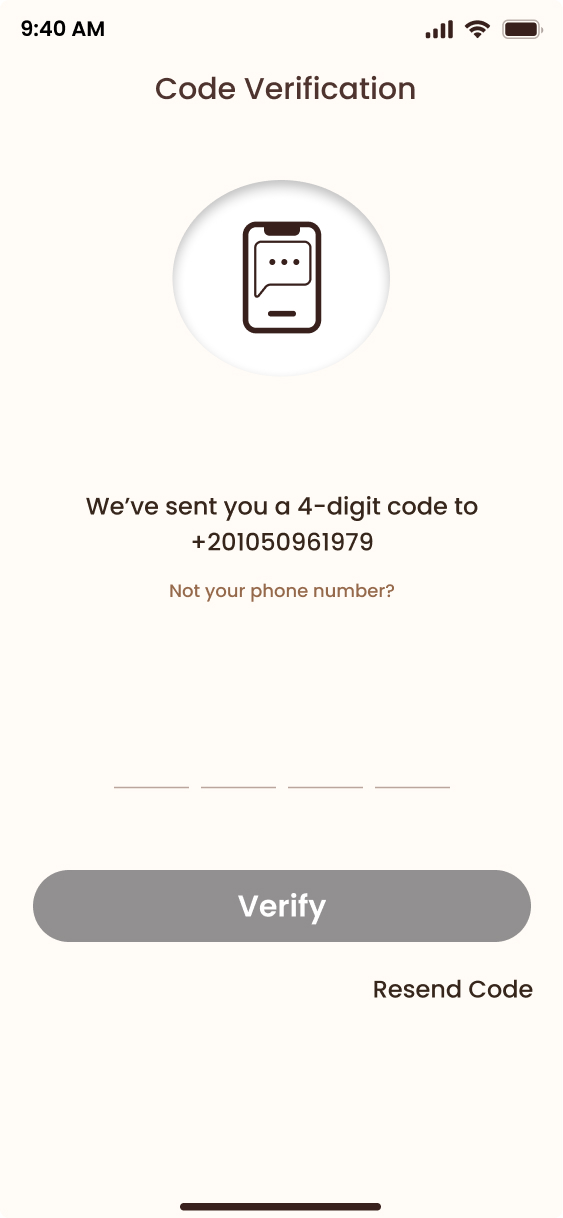 9:40 AM
Code Verification
We’ve sent you a 4-digit code to
+201050961979
Not your phone number?
Verify
Resend Code